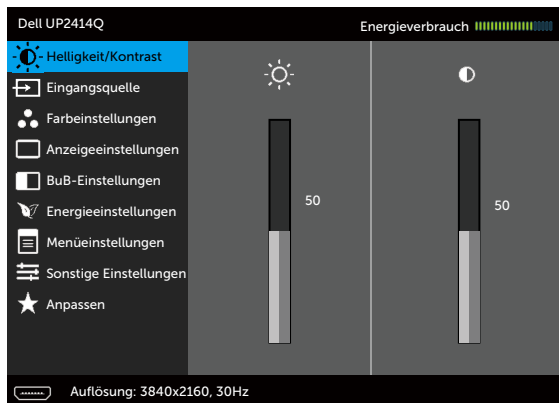 Dell UP2414Q
Energieverbrauch
Helligkeit/Kontrast
Eingangsquelle
Farbeinstellungen
Anzeigeeinstellungen
BuB-Einstellungen
Energieeinstellungen
Menüeinstellungen
Sonstige Einstellungen
Anpassen
50
50
Auflösung: 3840x2160, 30Hz